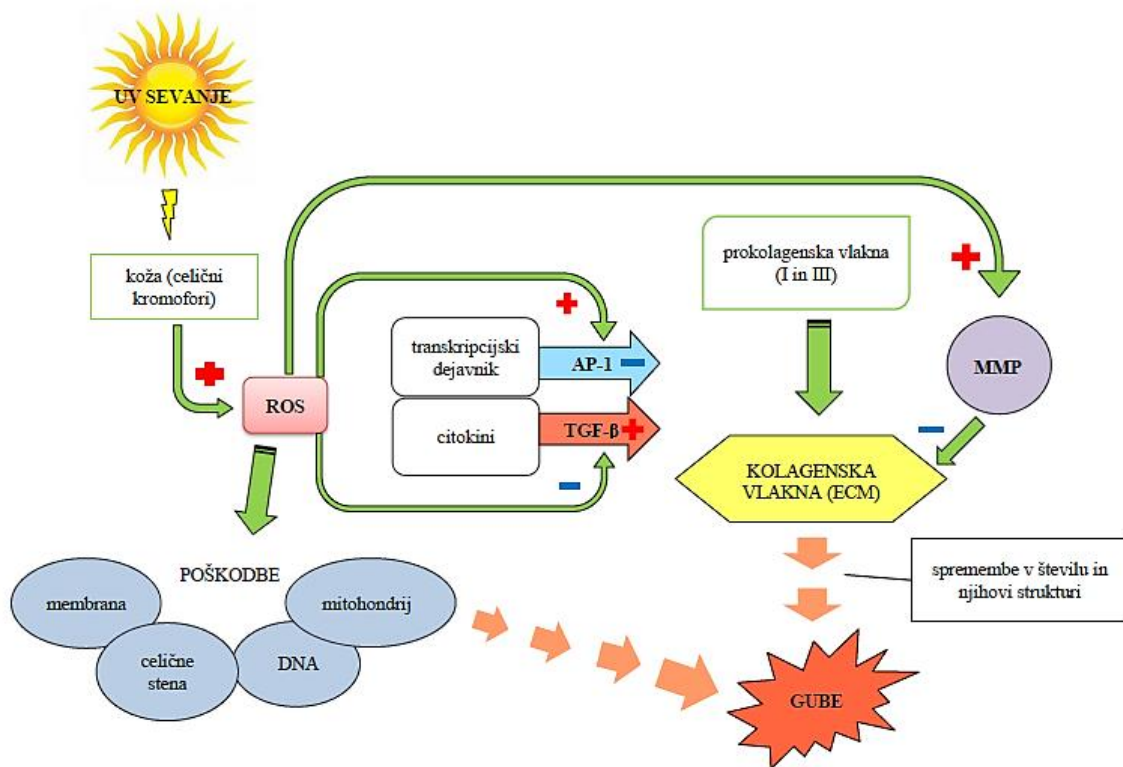 UV SEVANJE
koža (celični
kromofori)
ROS
transkripcijski
dejavnik
AP-1
citokini
TGF-β
prokolagenska vlakna
(I in III)
MMP
KOLAGENSKA
VLAKNA (ECM)
spremembe v številu in
njihovi strukturi
POŠKODBE
membrana
mitohondrij
celične
stena
DNA
GUBE